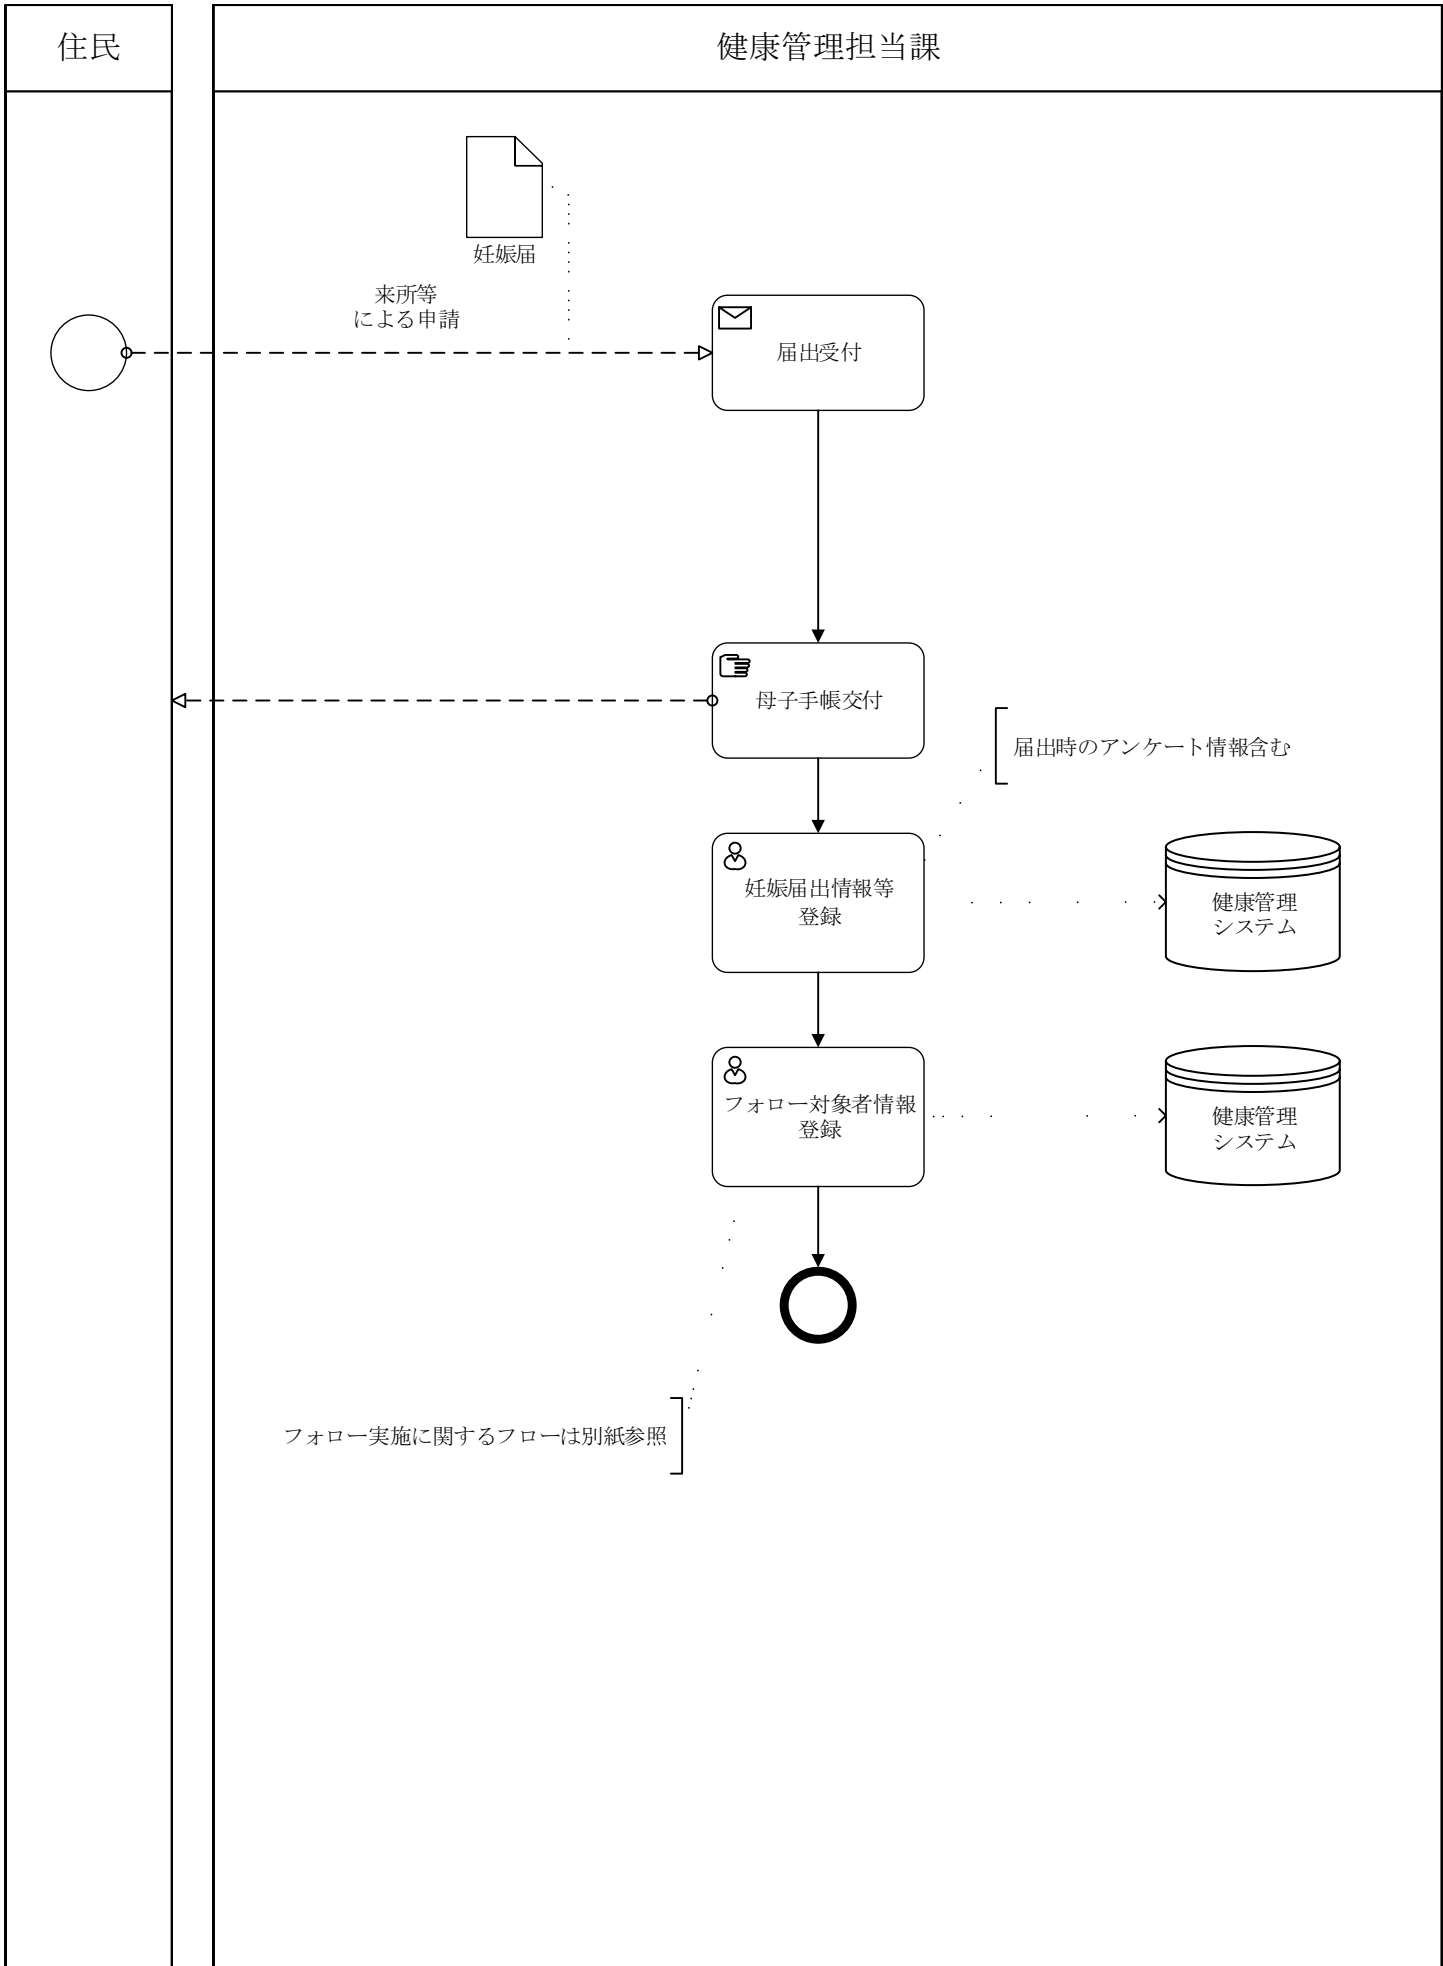 住民
健康管理担当課
妊娠届
来所等
による申請
届出受付
母子手帳交付
届出時のアンケート情報含む
妊娠届出情報等
登録
健康管理
システム
フォロー対象者情報
登録
健康管理
システム
フォロー実施に関するフローは別紙参照